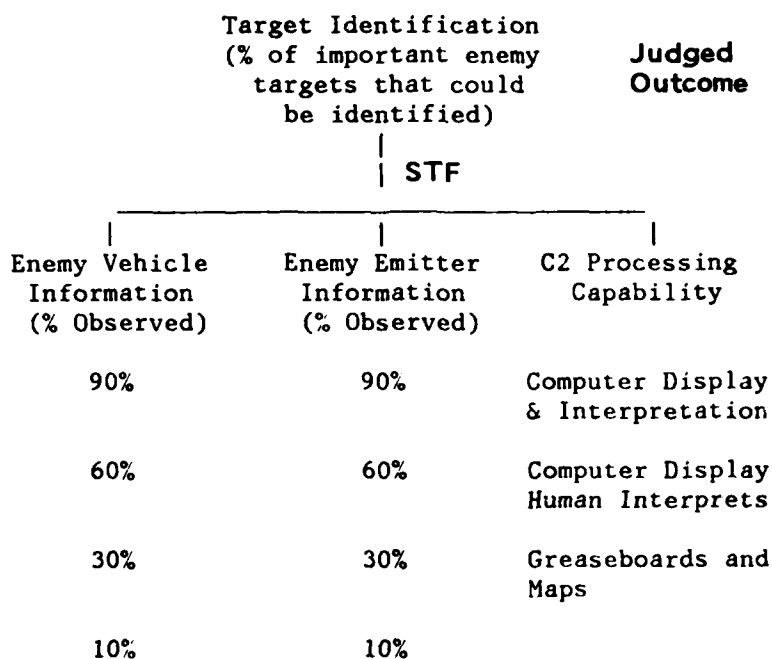 Target Identification
(% of important enemy
targets that could
be identified)
Judged
Outcome
STF
Enemy Vehicle
Information
(% Observed)
Enemy Emitter
Information
(% Observed)
C2 Processing
Capability
90%
90%
Computer Display
& Interpretation
60%
60%
Computer Display
Human Interprets
30%
30%
Greaseboards and
Maps
10%
10%